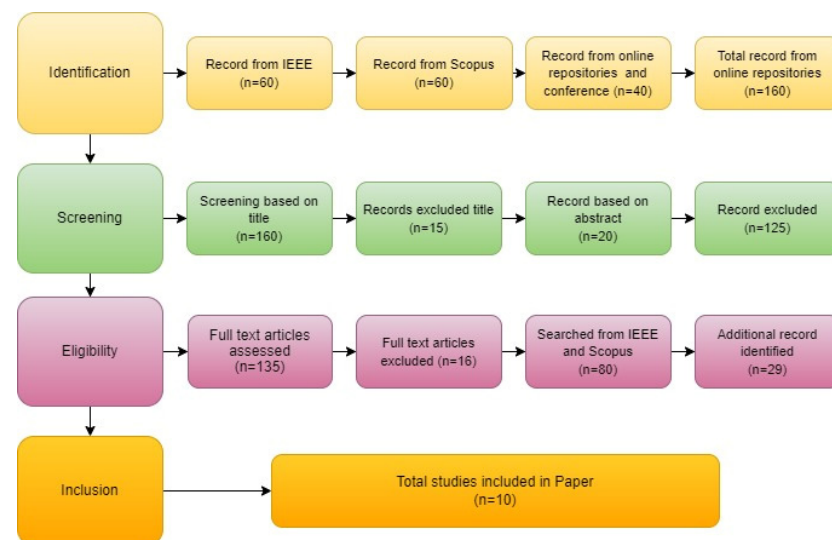 Identification
Record from IEEE
(n=60)
Record from Scopus
(n=60)
Record from online
repositories and
conference (n=40)
Total record from
online repositories
(n=160)
Screening
Screening based on
title
(n=160)
Records excluded title
(n=15)
Record based on
abstract
(n=20)
Record excluded
(n=125)
Eligibility
Full text articles
assessed
(n=135)
Full text articles
excluded (n=16)
Searched from IEEE
and Scopus
(n=80)
Additional record
identified
(n=29)
Inclusion
Total studies included in Paper
(n=10)